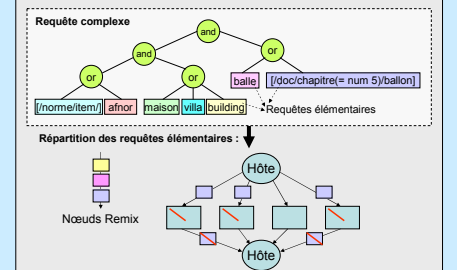 Requête complexe
and
and
or
or
or
balle
[/doc/chapitre(= num 5)/ballon]
[/norme/item/]
afnor
maison
villa
building
Requêtes élémentaires
Répartition des requêtes élémentaires :
Hôte
Nœuds Remix
Hôte